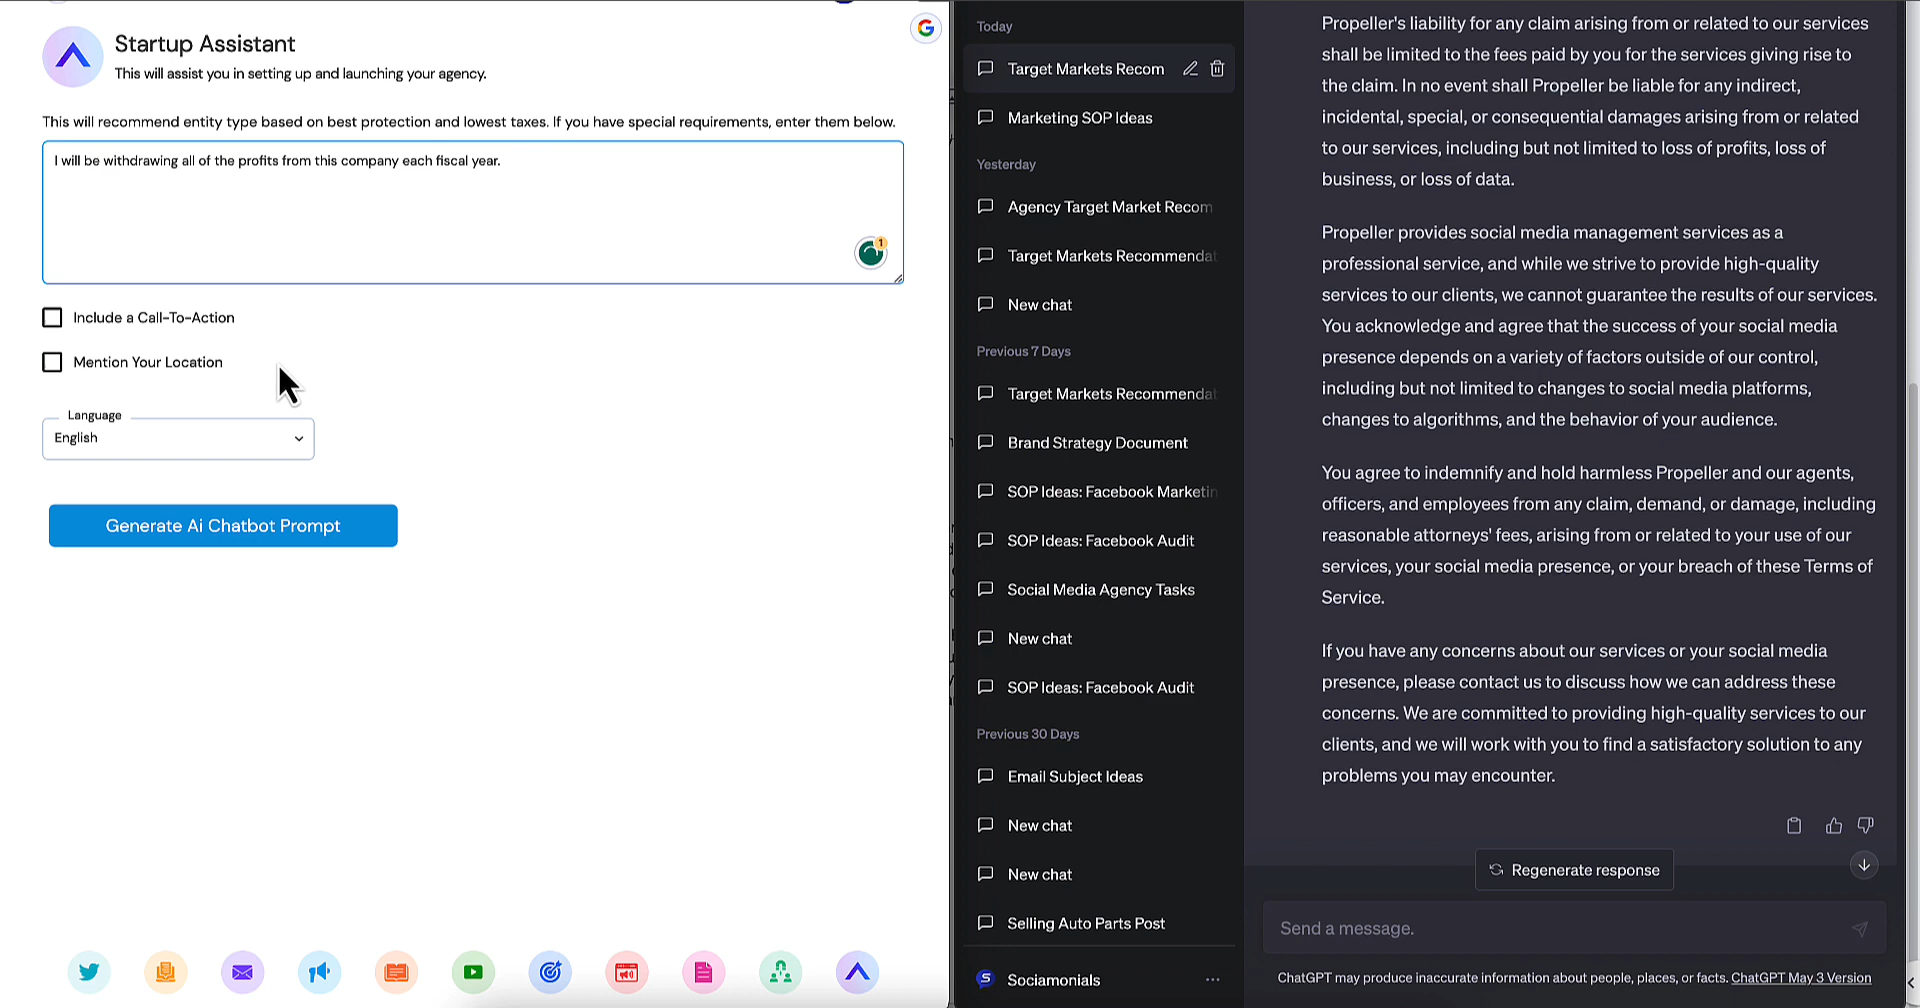 Startup Assistant
This will assist you in setting up and launching your agency.
This will recommend entity type based on best protection and lowest taxes. If you have special requirements, enter them below.
I will be withdrawing all of the profits from this company each fiscal year.
1
Include a Call-To-Action
Mention Your Location
Language
English
Generate Ai Chatbot Prompt
Today
Target Markets Recom
Marketing SOP Ideas
Yesterday
Agency Target Market Recom
Target Markets Recommendat
New chat
Previous 7 Days
Target Markets Recommendat
Brand Strategy Document
SOP Ideas: Facebook Marketin
SOP Ideas: Facebook Audit
Social Media Agency Tasks
New chat
SOP Ideas: Facebook Audit
Previous 30 Days
Email Subject Ideas
New chat
New chat
Selling Auto Parts Post
Sociamonials
Propeller's liability for any claim arising from or related to our services
shall be limited to the fees paid by you for the services giving rise to
the claim. In no event shall Propeller be liable for any indirect,
incidental, special, or consequential damages arising from or related
to our services, including but not limited to loss of profits, loss of
business, or loss of data.
Propeller provides social media management services as a
professional service, and while we strive to provide high-quality
services to our clients, we cannot guarantee the results of our services.
You acknowledge and agree that the success of your social media
presence depends on a variety of factors outside of our control,
including but not limited to changes to social media platforms,
changes to algorithms, and the behavior of your audience.
You agree to indemnify and hold harmless Propeller and our agents,
officers, and employees from any claim, demand, or damage, including
reasonable attorneys' fees, arising from or related to your use of our
services, your social media presence, or your breach of these Terms of
Service.
If you have any concerns about our services or your social media
presence, please contact us to discuss how we can address these
concerns. We are committed to providing high-quality services to our
clients, and we will work with you to find a satisfactory solution to any
problems you may encounter.
Regenerate response
Send a message.
ChatGPT may produce inaccurate information about people, places, or facts. ChatGPT May 3 Version